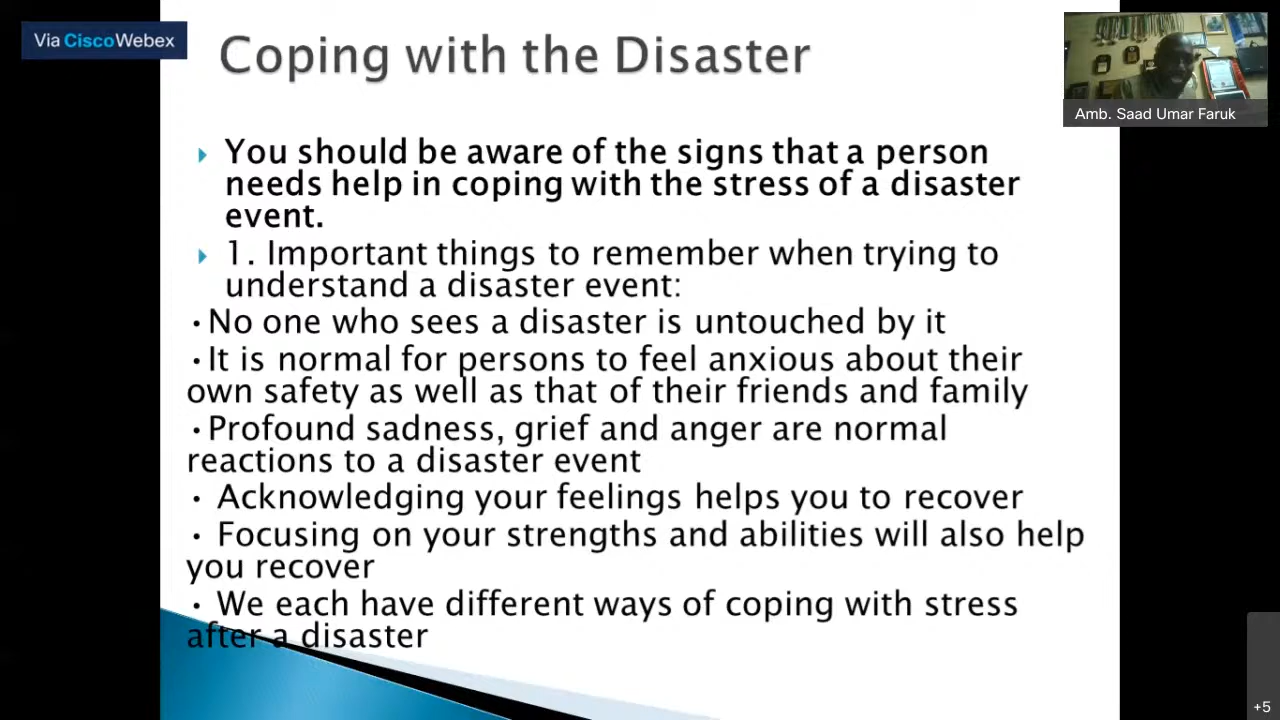 Via CiscoWebex
Coping with the Disaster
Amb. Saad Umar Faruk
You should be aware of the signs that a person
needs help in coping with the stress of a disaster
event.
1. Important things to remember when trying to
understand a disaster event:
•No one who sees a disaster is untouched by it
•It is normal for persons to feel anxious about their
own safety as well as that of their friends and family
•Profound sadness, grief and anger are normal
reactions to a disaster event
• Acknowledging your feelings helps you to recover
• Focusing on your strengths and abilities will also help
you recover
• We each have different ways of coping with stress
after a disaster
+5